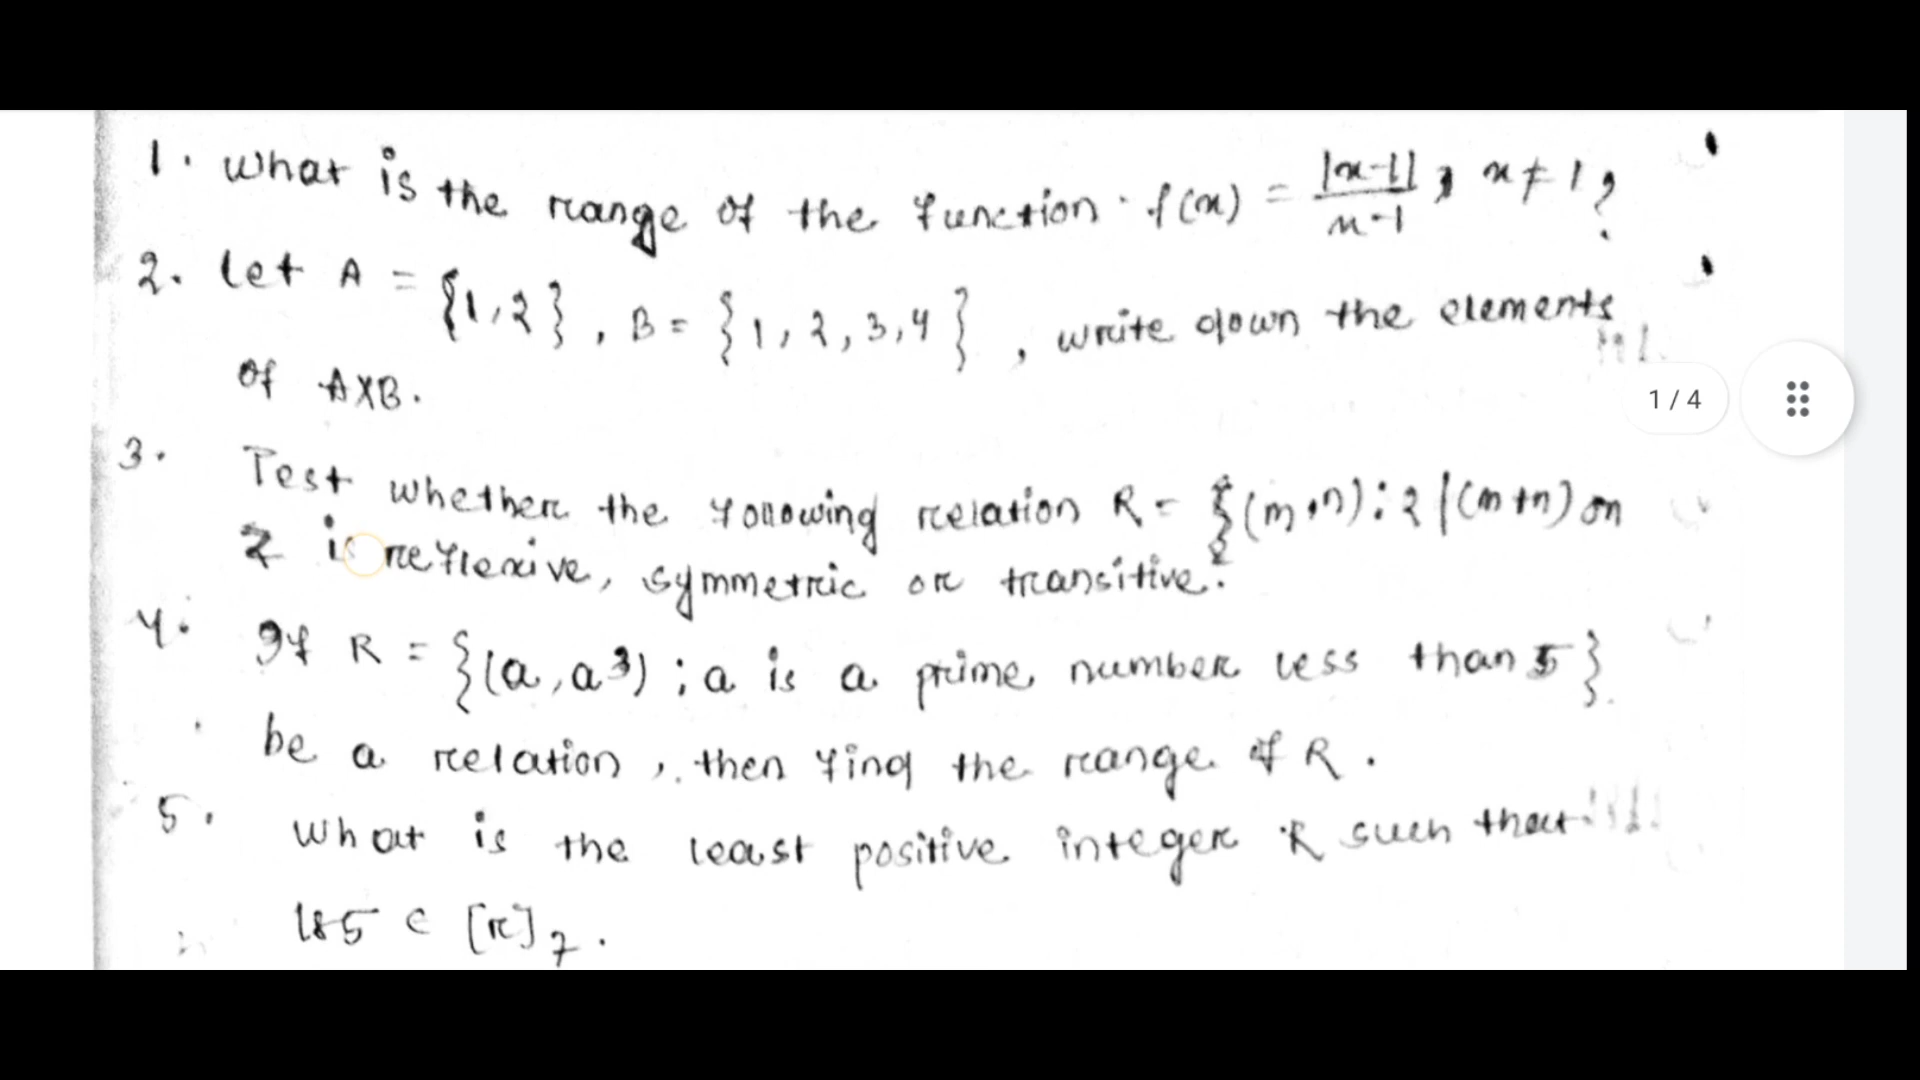 1. What is the range of the function f(x) = |x-1|/x-1, x ≠ 1?
2. Let A = {1,2}, B = {1, 2, 3, 4}, write down the elements
of A×B.
1 / 4
3. Test whether the following relation R = {(m,n): 2|(m+n) on
Z is reflexive, symmetric or transitive.
4. If R = {(a, a³) ; a is a prime number less than 5}
be a relation, then find the range of R.
5. What is the least positive integer R such that
185 ∈ [r]₇.